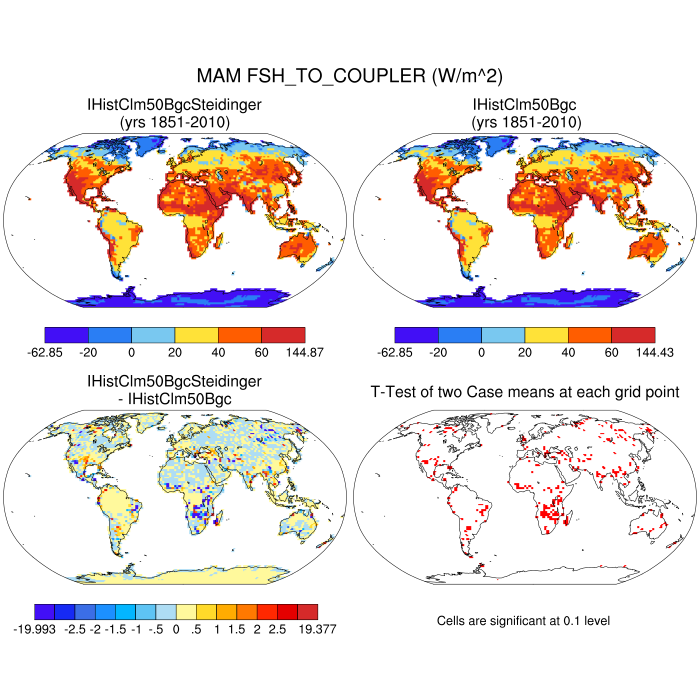 MAM FSH_TO_COUPLER (W/m^2)
IHistClm50BgcSteidinger
(yrs 1851-2010)
IHistClm50Bgc
(yrs 1851-2010)
-62.85 -20 0 20 40 60 144.87
-62.85 -20 0 20 40 60 144.43
IHistClm50BgcSteidinger
- IHistClm50Bgc
T-Test of two Case means at each grid point
-19.993 -2.5 -2 -1.5 -1 -.5 0 .5 1 1.5 2 2.5 19.377
Cells are significant at 0.1 level